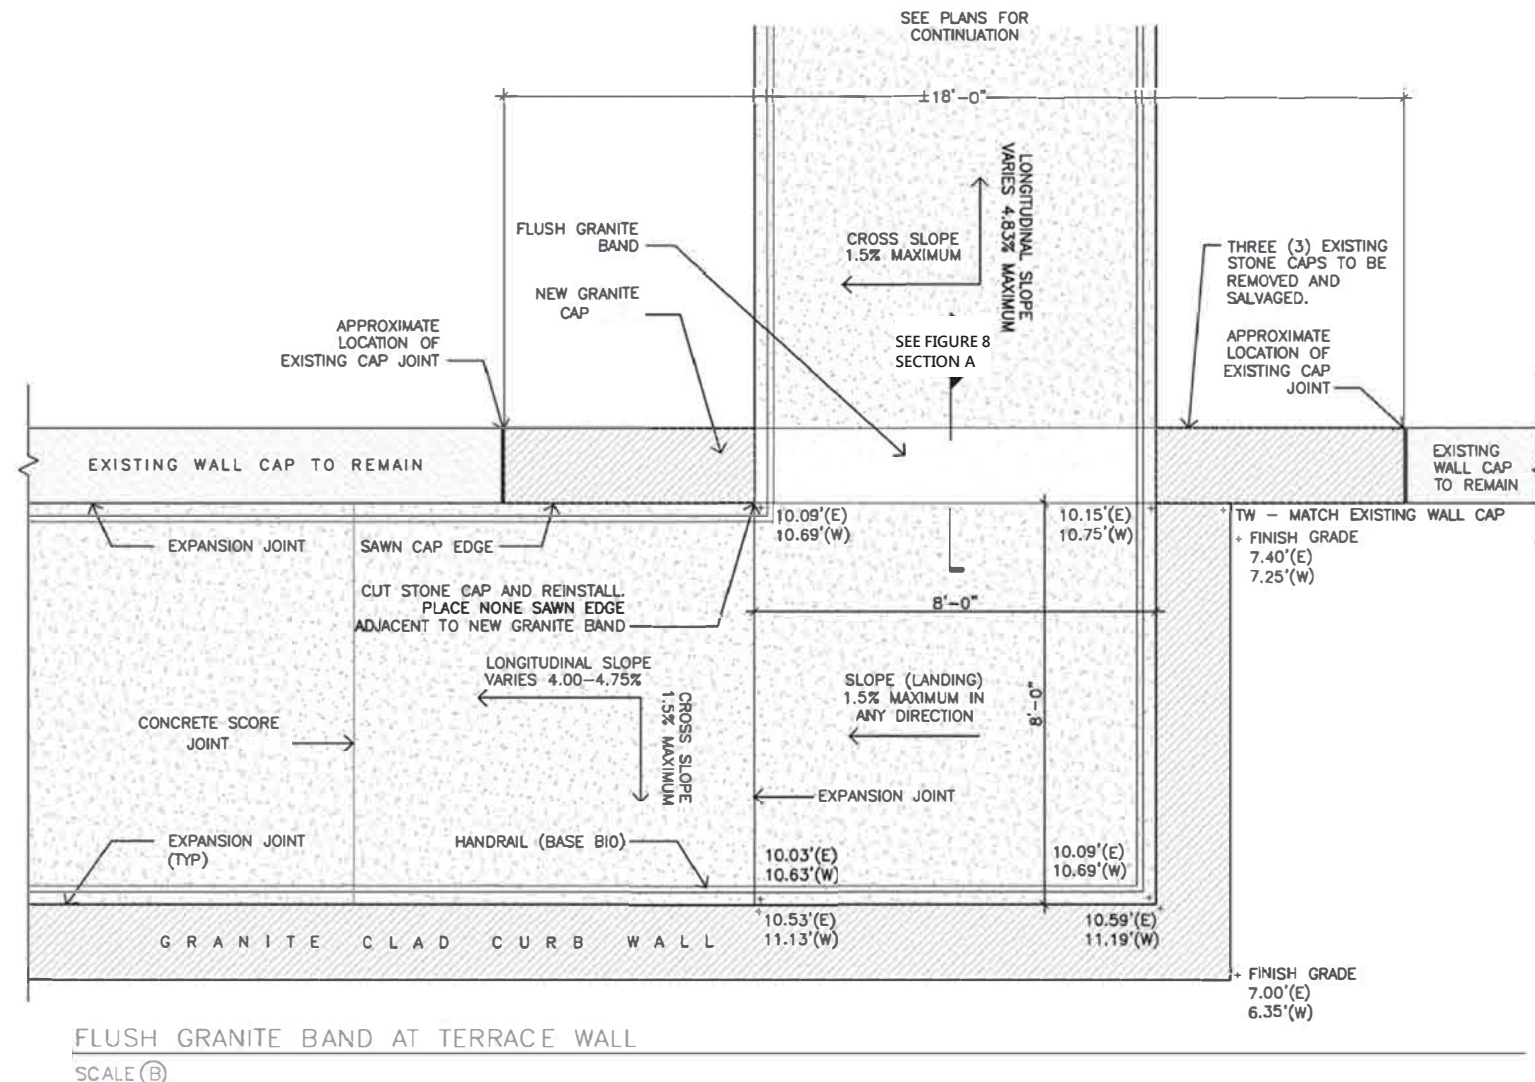 SEE PLANS FOR
CONTINUATION
±18'-0"
LONGITUDINAL SLOPE
VARIES 4.83% MAXIMUM
FLUSH GRANITE
BAND
CROSS SLOPE
1.5% MAXIMUM
THREE (3) EXISTING
STONE CAPS TO BE
REMOVED AND
SALVAGED.
NEW GRANITE
CAP
APPROXIMATE
LOCATION OF
EXISTING CAP JOINT
SEE FIGURE 8
SECTION A
APPROXIMATE
LOCATION OF
EXISTING CAP
JOINT
EXISTING WALL CAP TO REMAIN
EXISTING
WALL CAP
TO REMAIN
10.09'(E)
10.69'(W)
10.15'(E)
10.75'(W)
TW - MATCH EXISTING WALL CAP
FINISH GRADE
7.40'(E)
7.25'(W)
EXPANSION JOINT
SAWN CAP EDGE
CUT STONE CAP AND REINSTALL.
PLACE NONE SAWN EDGE
ADJACENT TO NEW GRANITE BAND
8'-0"
LONGITUDINAL SLOPE
VARIES 4.00-4.75%
CROSS SLOPE
1.5% MAXIMUM
SLOPE (LANDING)
1.5% MAXIMUM IN
ANY DIRECTION
8'-0"
CONCRETE SCORE
JOINT
EXPANSION JOINT
EXPANSION JOINT
(TYP)
HANDRAIL (BASE BIO)
10.03'(E)
10.63'(W)
10.09'(E)
10.69'(W)
10.53'(E)
11.13'(W)
10.59'(E)
11.19'(W)
GRANITE CLAD CURB WALL
FINISH GRADE
7.00'(E)
6.35'(W)
FLUSH GRANITE BAND AT TERRACE WALL
SCALE B